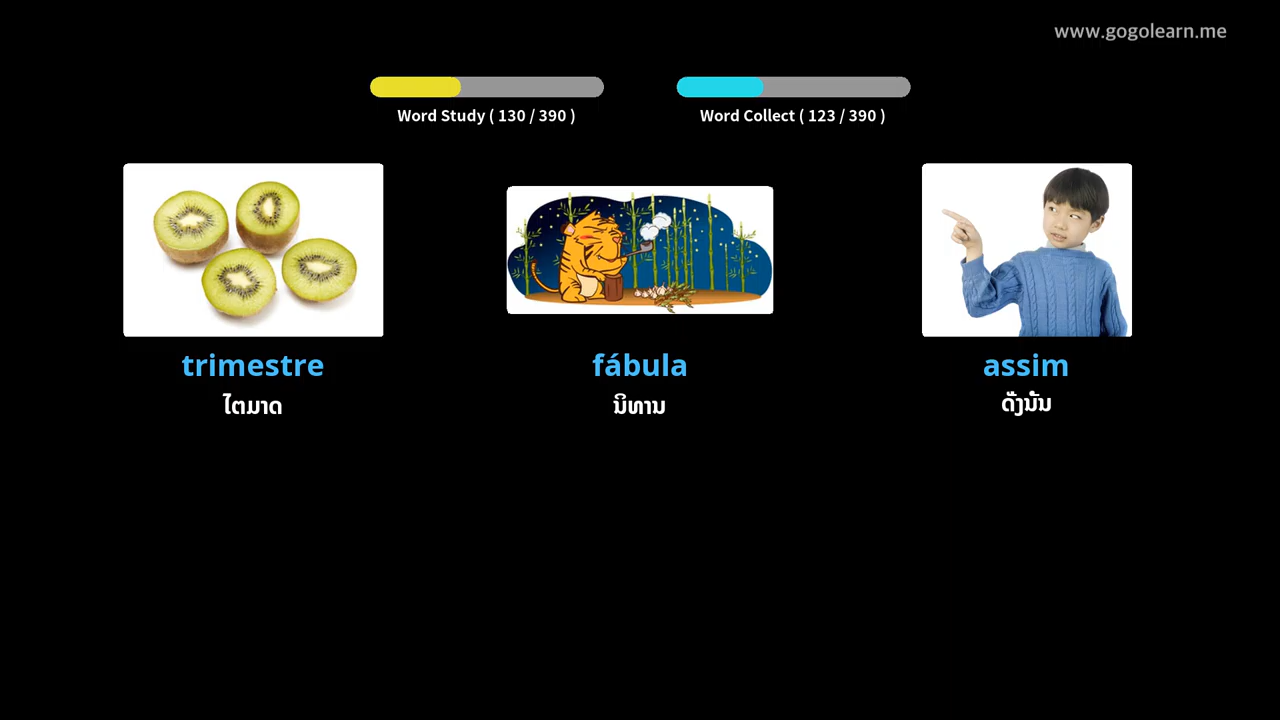 www.gogolearn.me
Word Study ( 130 / 390 )
Word Collect ( 123 / 390 )
trimestre
ໄຕມາດ
fábula
ນິທານ
assim
ດັ່ງນັ້ນ